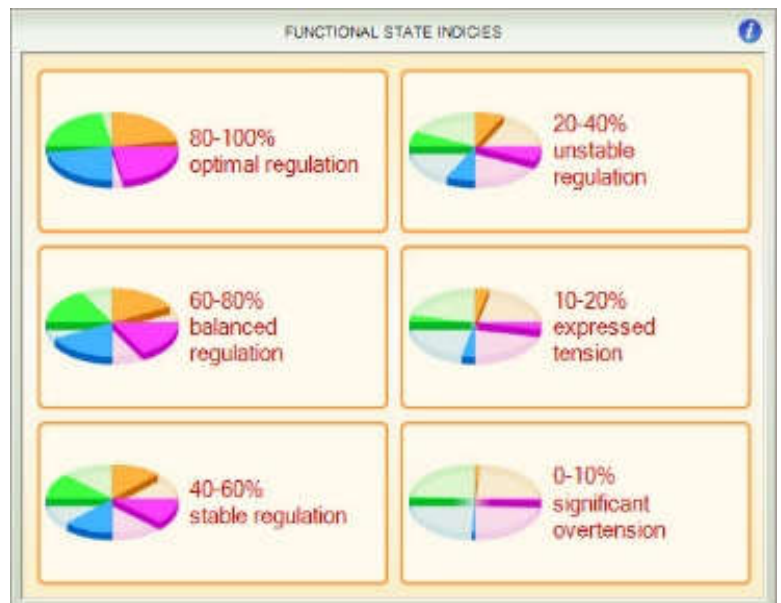 FUNCTIONAL STATE INDICIES
i
80-100%
optimal regulation
20-40%
unstable
regulation
60-80%
balanced
regulation
10-20%
expressed
tension
40-60%
stable regulation
0-10%
significant
overtension